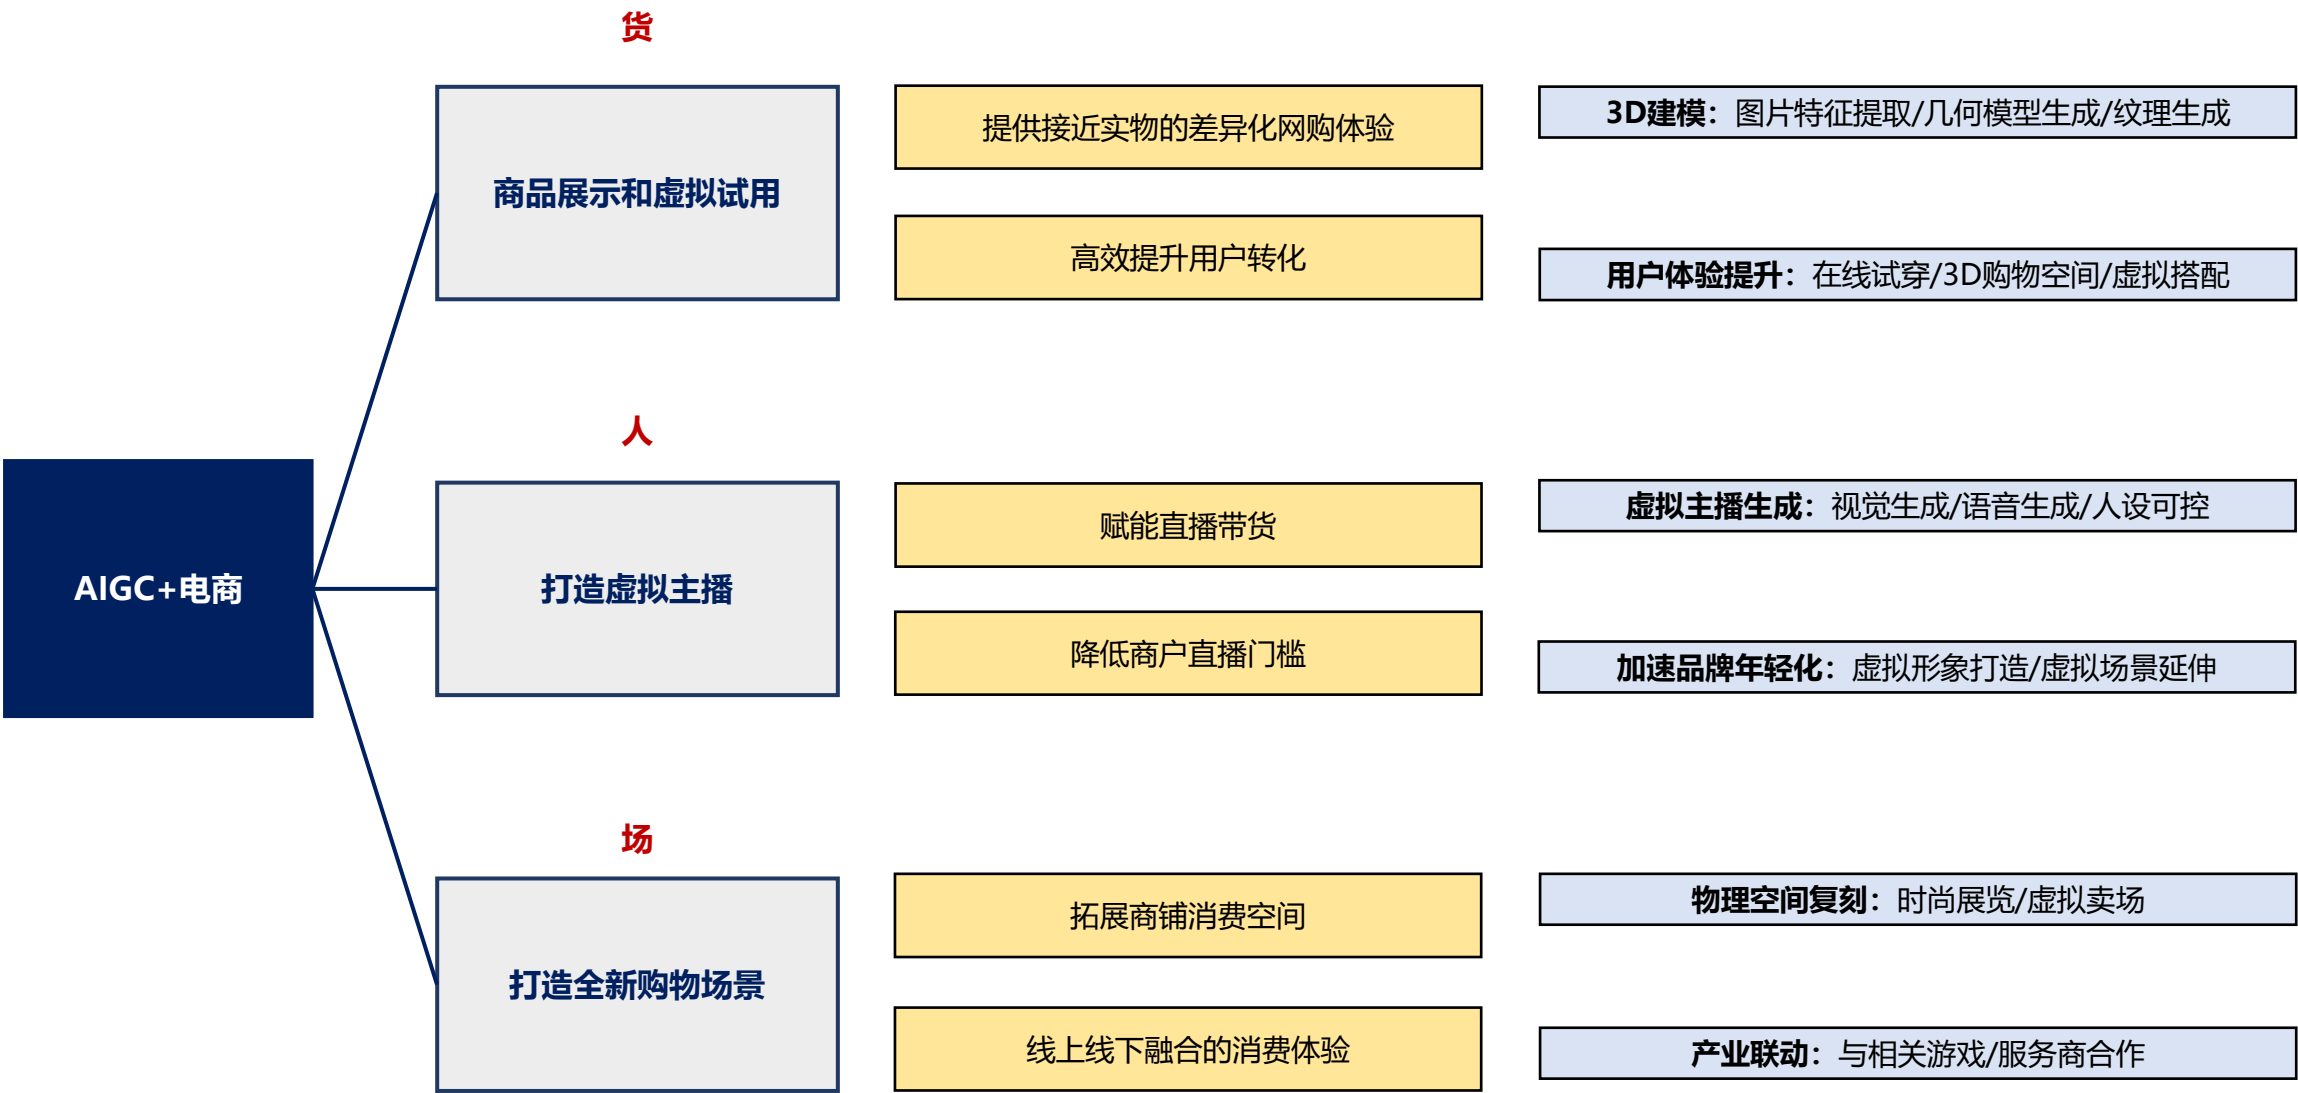 货
商品展示和虚拟试用
提供接近实物的差异化网购体验
高效提升用户转化
3D建模：图片特征提取/几何模型生成/纹理生成
用户体验提升：在线试穿/3D购物空间/虚拟搭配
AIGC+电商
人
打造虚拟主播
赋能直播带货
降低商户直播门槛
虚拟主播生成：视觉生成/语音生成/人设可控
加速品牌年轻化：虚拟形象打造/虚拟场景延伸
场
打造全新购物场景
拓展商铺消费空间
线上线下融合的消费体验
物理空间复刻：时尚展览/虚拟卖场
产业联动：与相关游戏/服务商合作